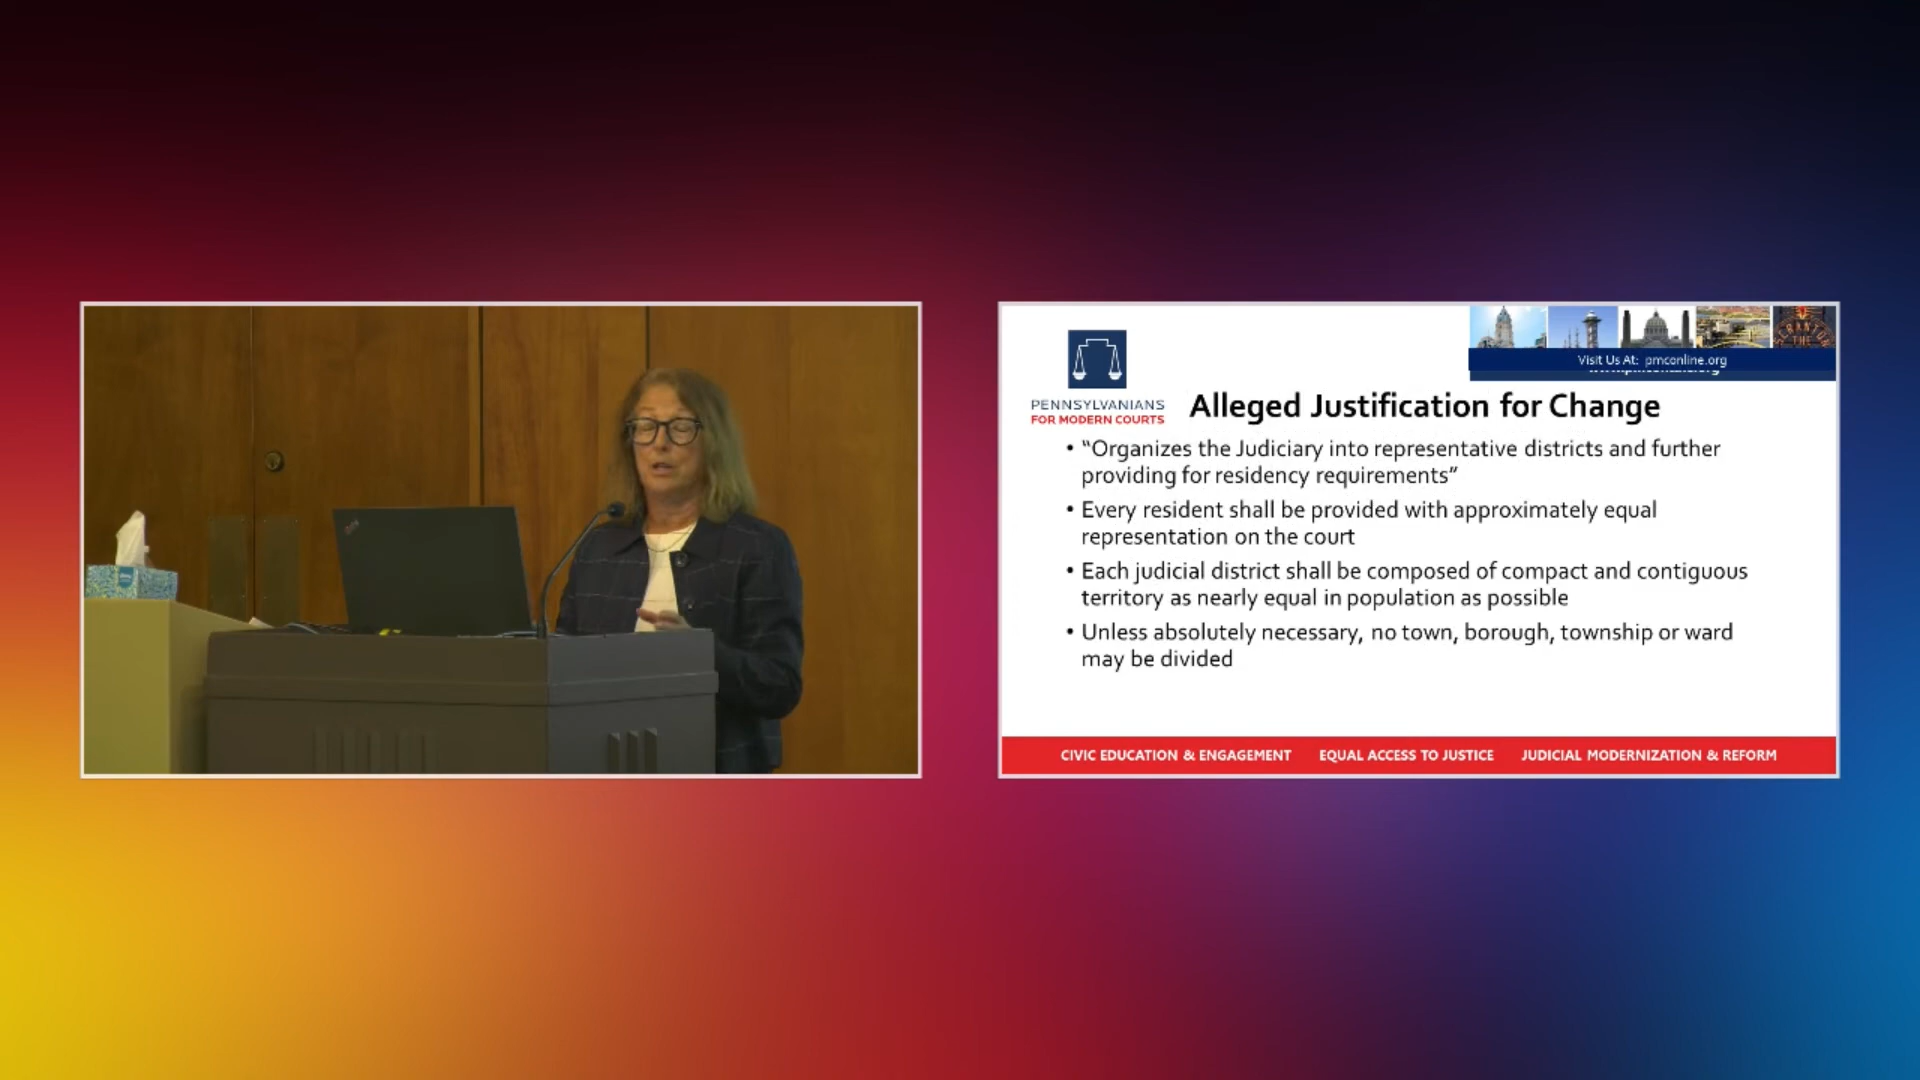 Visit Us At: pmconline.org
PENNSYLVANIANS
FOR MODERN COURTS
Alleged Justification for Change
• “Organizes the Judiciary into representative districts and further
providing for residency requirements”
• Every resident shall be provided with approximately equal
representation on the court
• Each judicial district shall be composed of compact and contiguous
territory as nearly equal in population as possible
• Unless absolutely necessary, no town, borough, township or ward
may be divided
CIVIC EDUCATION & ENGAGEMENT EQUAL ACCESS TO JUSTICE JUDICIAL MODERNIZATION & REFORM